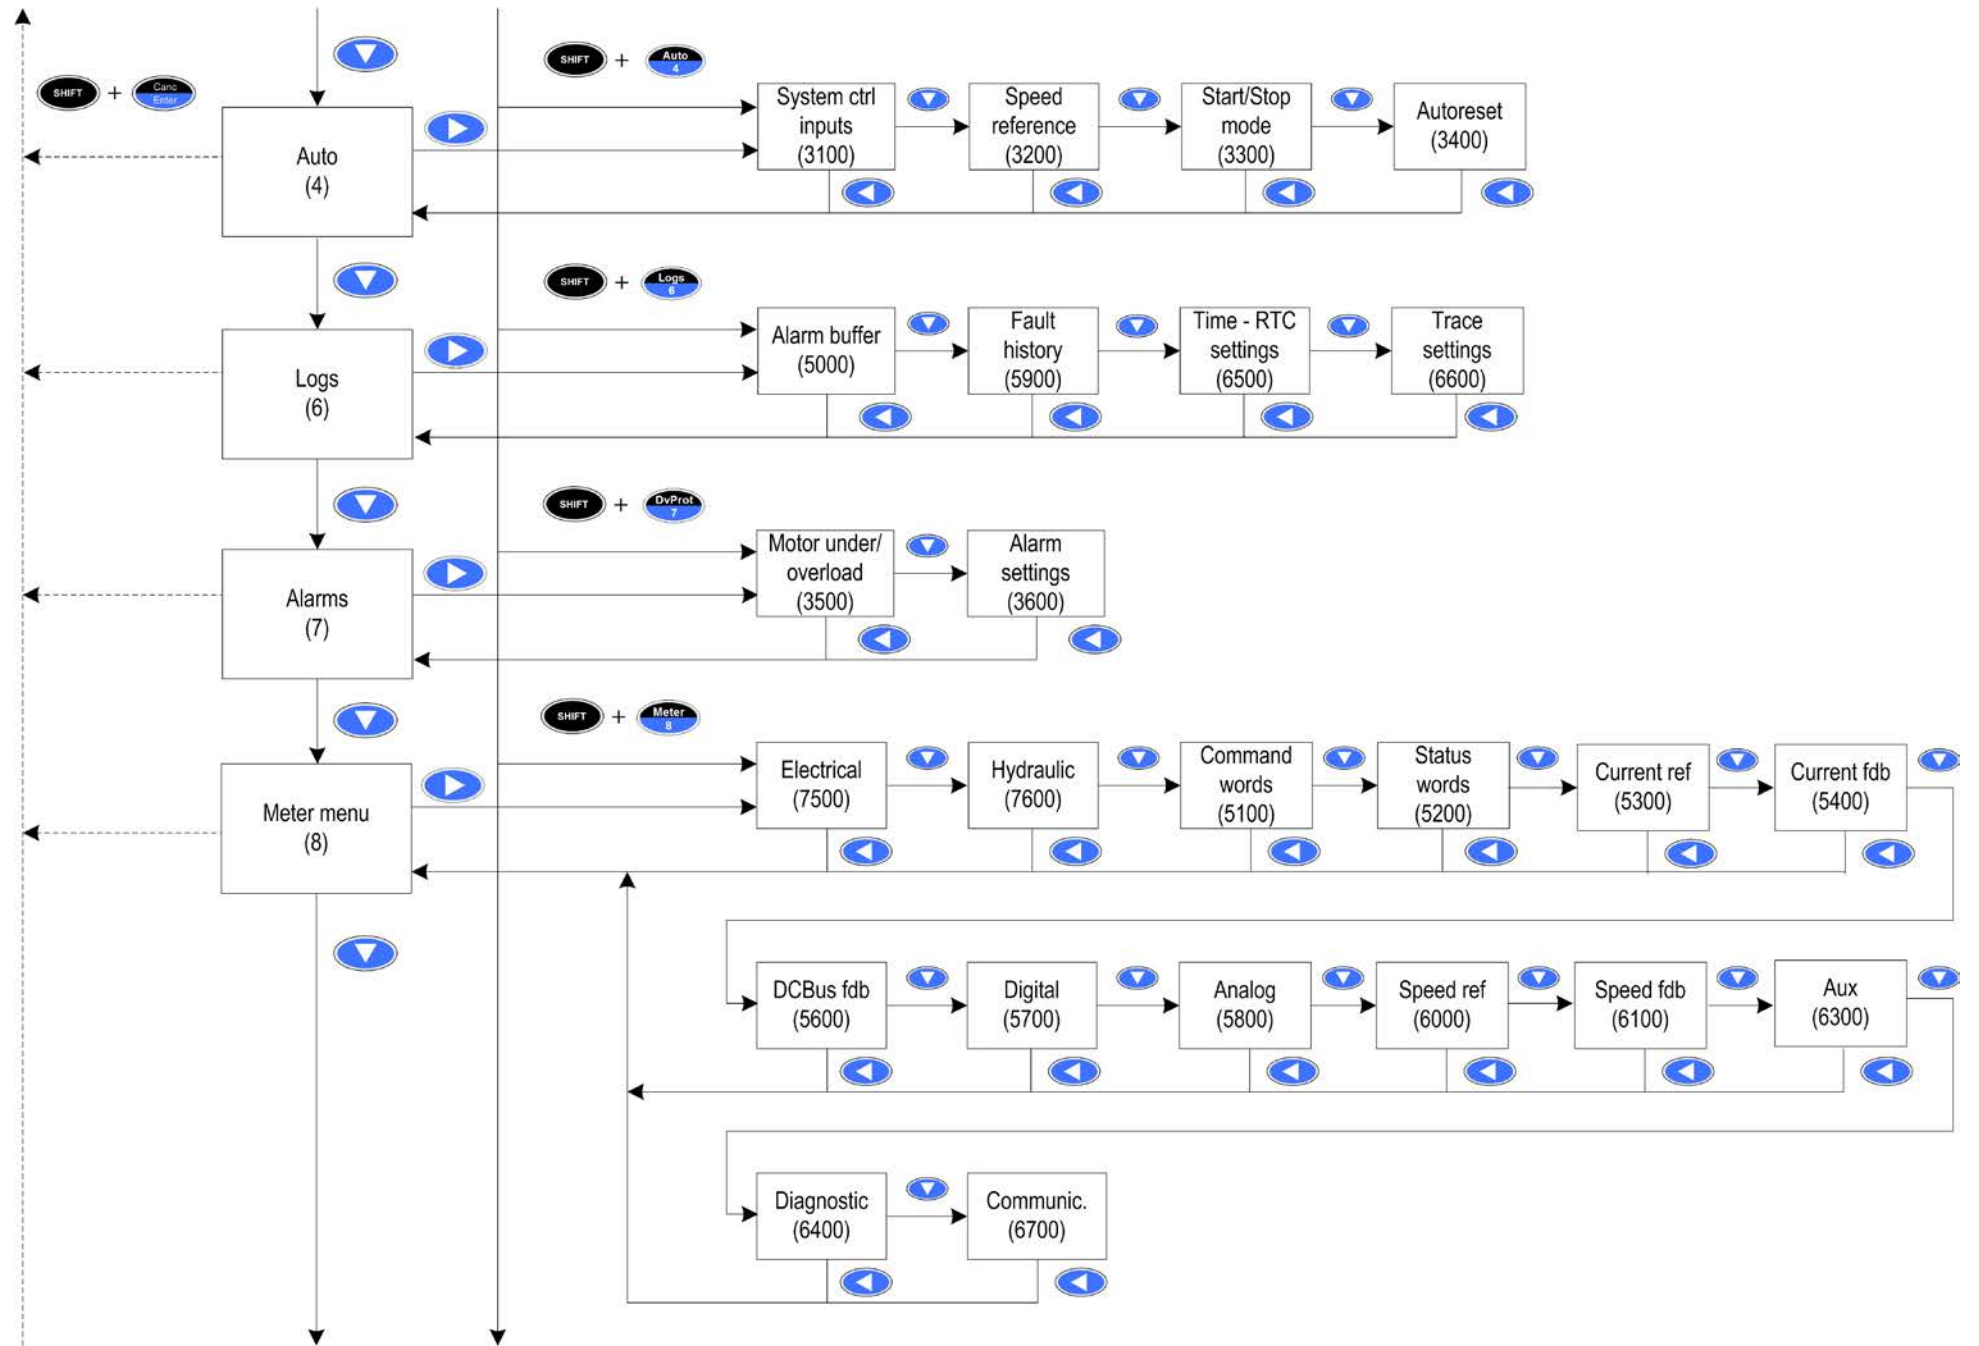 SHIFT + Auto
4
SHIFT + Canc
Enter
System ctrl
inputs
(3100)
Speed
reference
(3200)
Start/Stop
mode
(3300)
Autoreset
(3400)
Auto
(4)
SHIFT + Logs
6
Alarm buffer
(5000)
Fault
history
(5900)
Time - RTC
settings
(6500)
Trace
settings
(6600)
Logs
(6)
SHIFT + DvProt
7
Motor under/
overload
(3500)
Alarm
settings
(3600)
Alarms
(7)
SHIFT + Meter
8
Electrical
(7500)
Hydraulic
(7600)
Command
words
(5100)
Status
words
(5200)
Current ref
(5300)
Current fdb
(5400)
Meter menu
(8)
DCBus fdb
(5600)
Digital
(5700)
Analog
(5800)
Speed ref
(6000)
Speed fdb
(6100)
Aux
(6300)
Diagnostic
(6400)
Communic.
(6700)